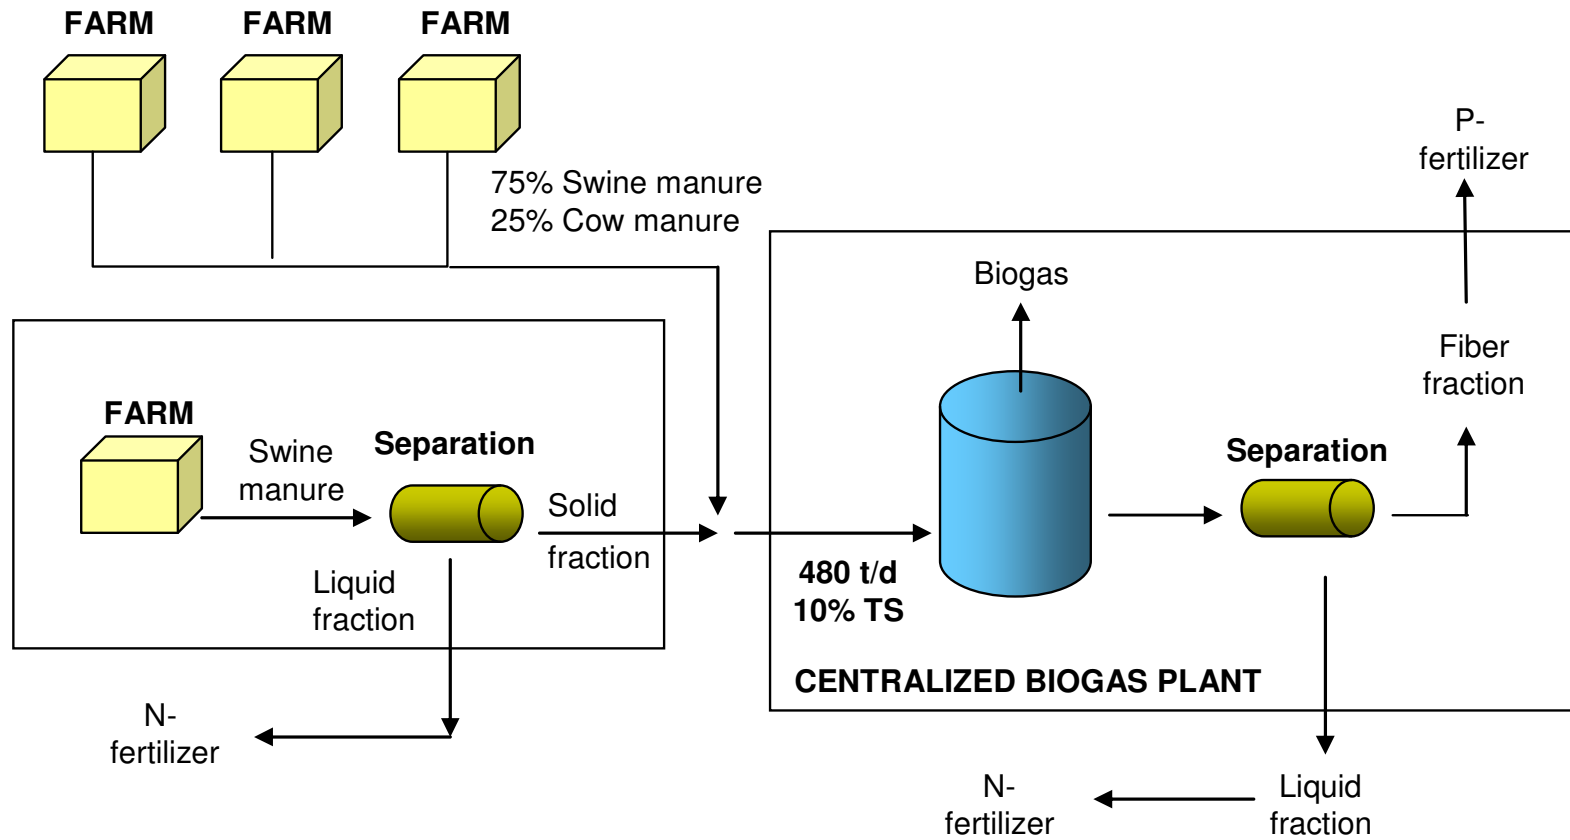 FARM
FARM
FARM
75% Swine manure
25% Cow manure
P-
fertilizer
Biogas
Fiber
fraction
FARM
Swine
manure
Separation
Solid
fraction
Liquid
fraction
480 t/d
10% TS
Separation
CENTRALIZED BIOGAS PLANT
N-
fertilizer
N-
fertilizer
Liquid
fraction